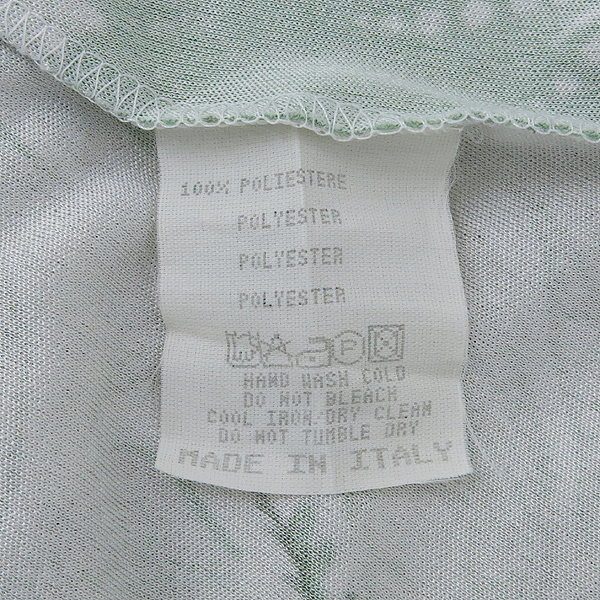 100% POLIESTERE
POLYESTER
POLYESTER
POLYESTER
HAND WASH COLD
DO NOT BLEACH
COOL IRON.DRY CLEAN
DO NOT TUMBLE DRY
MADE IN ITALY